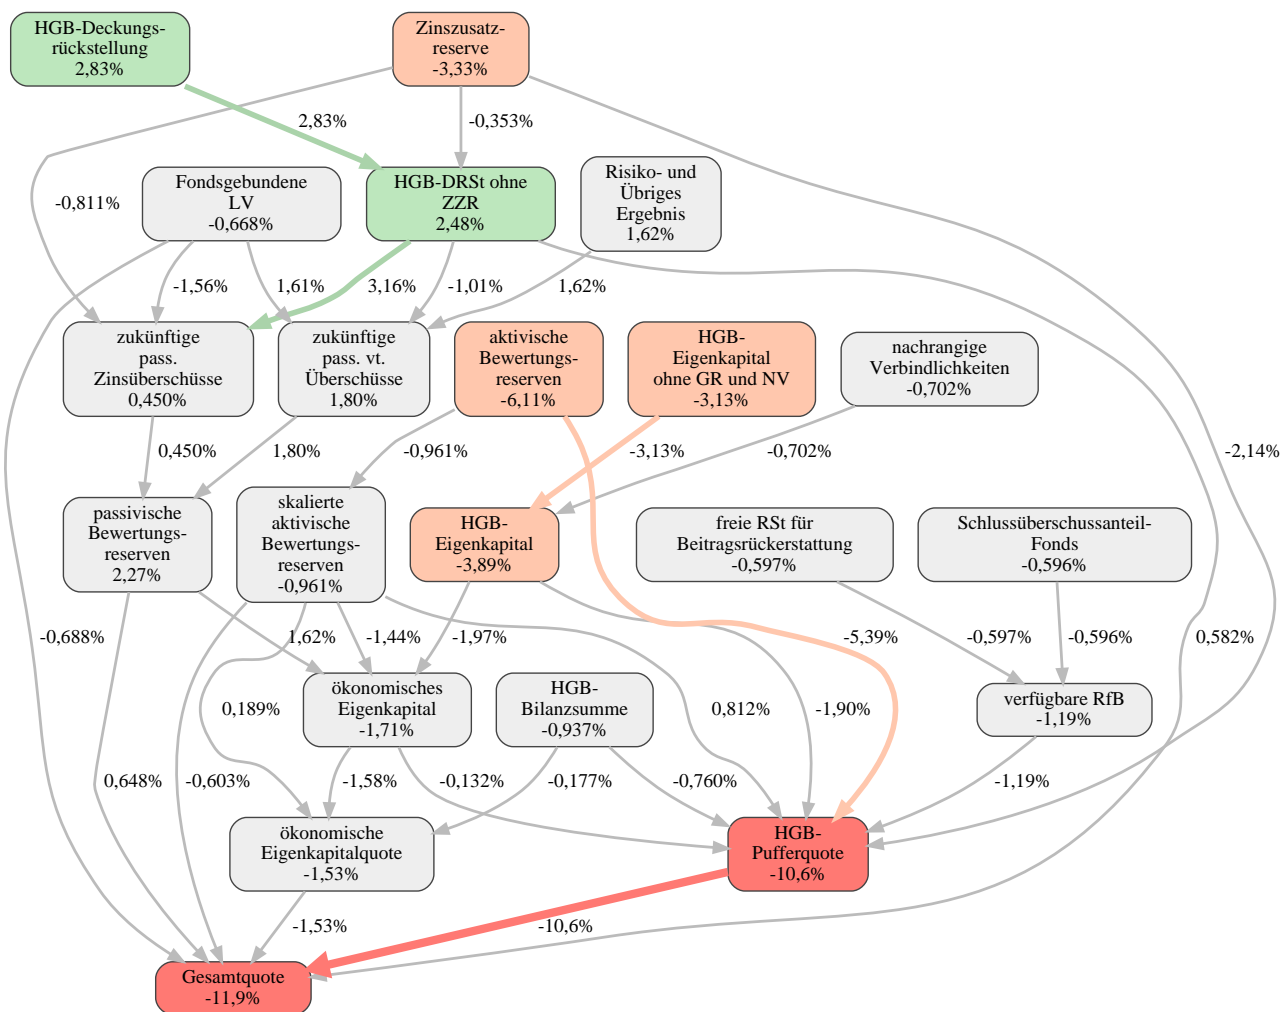 HGB-Deckungs-
rückstellung
2,83%
Zinszusatz-
reserve
-3,33%
2,83%
-0,353%
-0,811%
Fondsgebundene
LV
-0,668%
HGB-DRSt ohne
ZZR
2,48%
Risiko- und
Übriges
Ergebnis
1,62%
-1,56%
1,61%
3,16%
-1,01%
1,62%
zukünftige
pass.
Zinsüberschüsse
0,450%
zukünftige
pass. vt.
Überschüsse
1,80%
aktivische
Bewertungs-
reserven
-6,11%
HGB-
Eigenkapital
ohne GR und NV
-3,13%
nachrangige
Verbindlichkeiten
-0,702%
0,450%
1,80%
-0,961%
-3,13%
-0,702%
-2,14%
passivische
Bewertungs-
reserven
2,27%
skalierte
aktivische
Bewertungs-
reserven
-0,961%
HGB-
Eigenkapital
-3,89%
freie RSt für
Beitragsrückerstattung
-0,597%
Schlussüberschussanteil-
Fonds
-0,596%
-0,688%
1,62%
-1,44%
-1,97%
-5,39%
-0,597%
-0,596%
0,582%
ökonomisches
Eigenkapital
-1,71%
HGB-
Bilanzsumme
-0,937%
verfügbare RfB
-1,19%
0,189%
0,812%
-1,90%
0,648%
-0,603%
-1,58%
-0,132%
-0,177%
-0,760%
-1,19%
ökonomische
Eigenkapitalquote
-1,53%
HGB-
Pufferquote
-10,6%
-1,53%
-10,6%
Gesamtquote
-11,9%